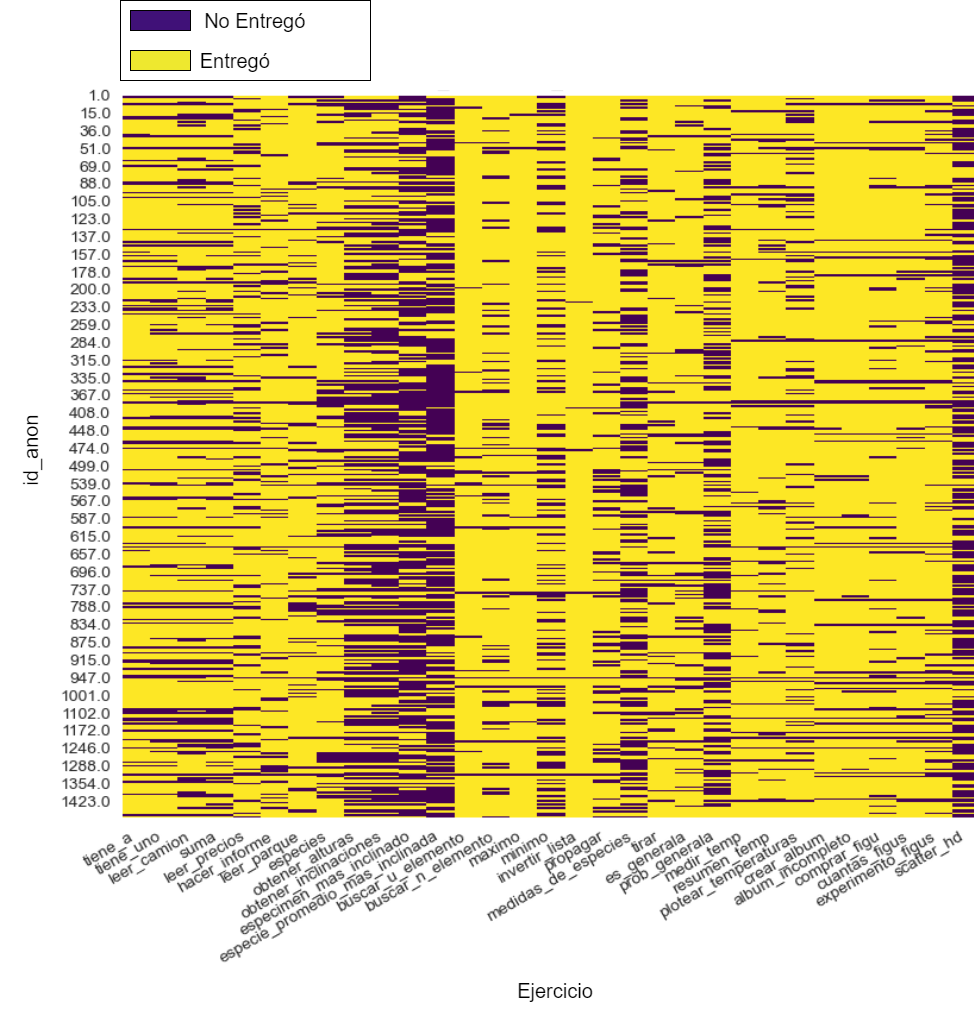 No Entregó
Entregó
1.0
15.0
36.0
51.0
69.0
88.0
105.0
123.0
137.0
157.0
178.0
200.0
233.0
259.0
284.0
315.0
335.0
367.0
408.0
448.0
474.0
499.0
539.0
567.0
587.0
615.0
657.0
696.0
737.0
788.0
834.0
875.0
915.0
947.0
1001.0
1102.0
1172.0
1246.0
1288.0
1354.0
1423.0
id_anon
tiene_a
tiene_uno
leer_camion
suma
leer_precios
hacer_informe
leer_parque
especies
obtener_alturas
obtener_inclinaciones
especimen_mas_inclinado
especie_promedio_mas_inclinada
buscar_u_elemento
buscar_n_elemento
maximo
minimo
invertir_lista
propagar
medidas_de_especies
tirar
es_generala
prob_generala
medir_temp
resumen_temp
plotear_temperaturas
crear_album
album_incompleto
comprar_figu
cuantas_figus
experimento_figus
scatter_hd
Ejercicio